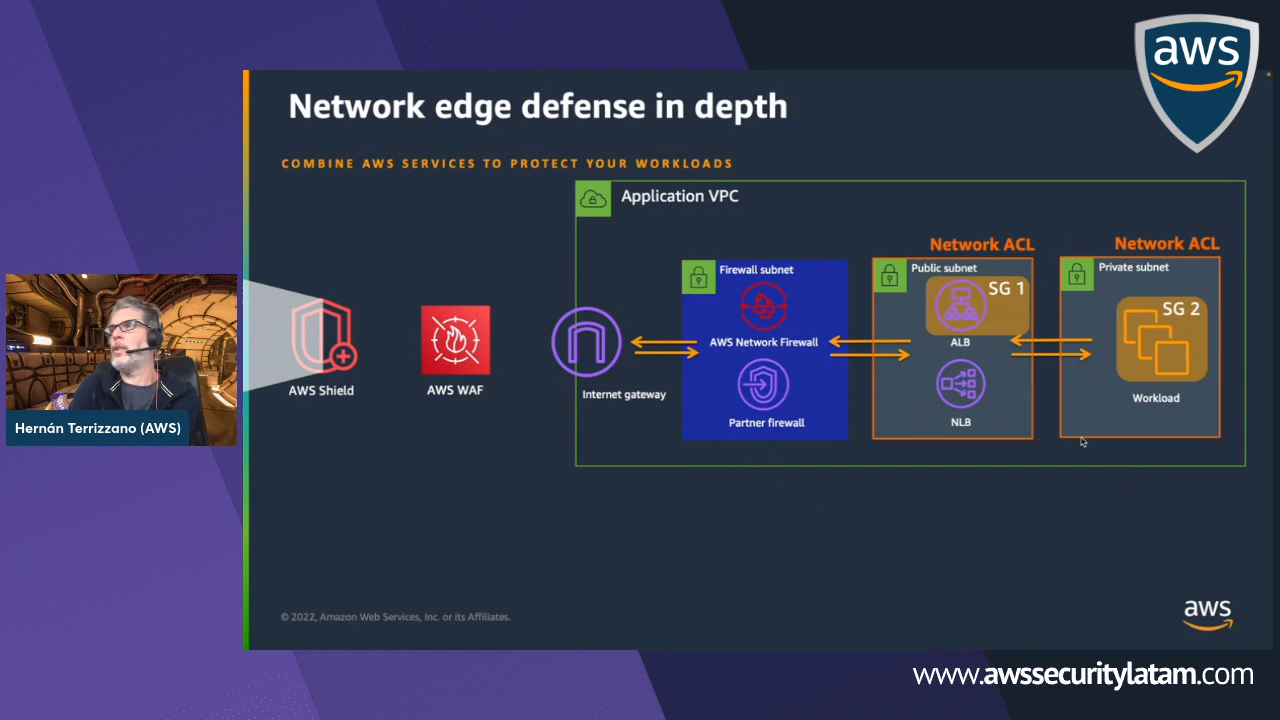 aws
Network edge defense in depth
COMBINE AWS SERVICES TO PROTECT YOUR WORKLOADS
Application VPC
Network ACL
Network ACL
Firewall subnet
Public subnet
Private subnet
SG 1
SG 2
AWS Network Firewall
ALB
AWS Shield
AWS WAF
Internet gateway
Workload
Partner firewall
NLB
Hernán Terrizzano (AWS)
© 2022, Amazon Web Services, Inc. or its Affiliates.
aws
www.awssecuritylatam.com